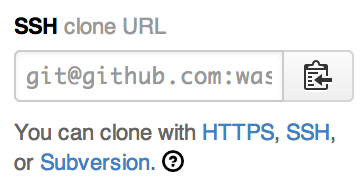 SSH clone URL
git@github.com:was
You can clone with HTTPS, SSH,
or Subversion. ?